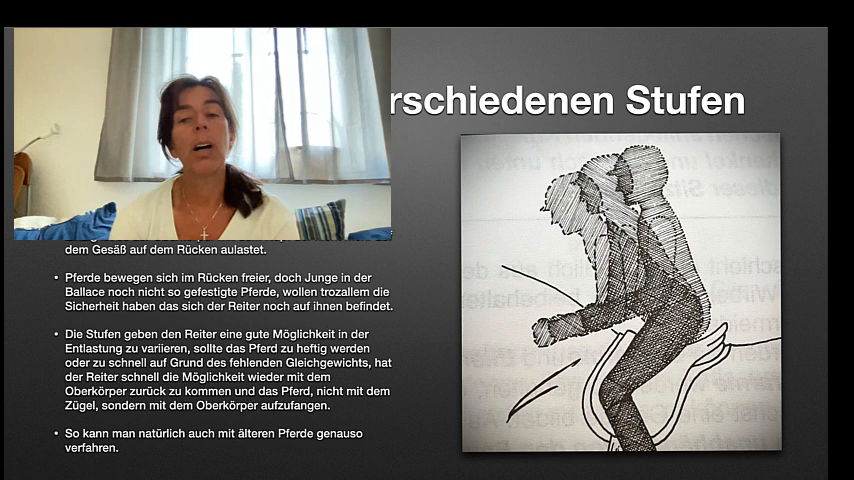 rschiedenen Stufen
dem Gesäß auf dem Rücken aulastet.
• Pferde bewegen sich im Rücken freier, doch Junge in der
Ballace noch nicht so gefestigte Pferde, wollen trozallem die
Sicherheit haben das sich der Reiter noch auf ihnen befindet.
• Die Stufen geben den Reiter eine gute Möglichkeit in der
Entlastung zu variieren, sollte das Pferd zu heftig werden
oder zu schnell auf Grund des fehlenden Gleichgewichts, hat
der Reiter schnell die Möglichkeit wieder mit dem
Oberkörper zurück zu kommen und das Pferd, nicht mit dem
Zügel, sondern mit dem Oberkörper aufzufangen.
• So kann man natürlich auch mit älteren Pferde genauso
verfahren.